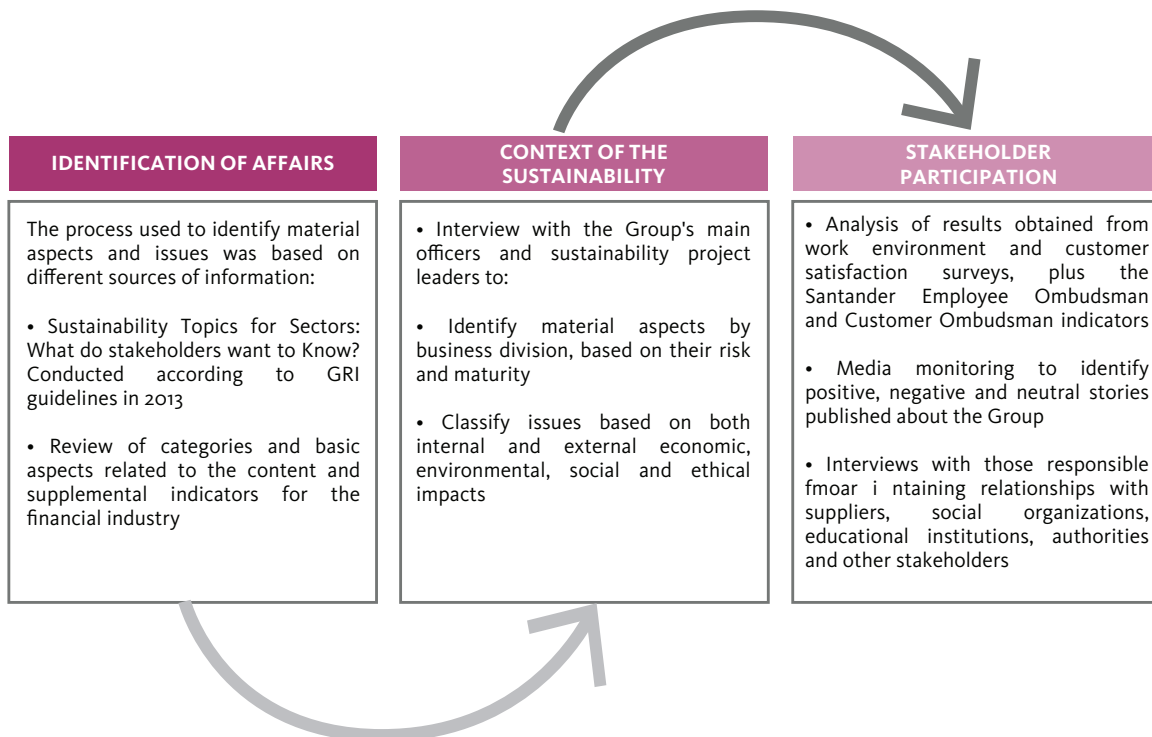 IDENTIFICATION OF AFFAIRS
The process used to identify material
aspects and issues was based on
different sources of information:
• Sustainability Topics for Sectors:
What do stakeholders want to Know?
Conducted according to GRI
guidelines in 2013
• Review of categories and basic
aspects related to the content and
supplemental indicators for the
financial industry
CONTEXT OF THE
SUSTAINABILITY
• Interview with the Group's main
officers and sustainability project
leaders to:
• Identify material aspects by
business division, based on their risk
and maturity
• Classify issues based on both
internal and external economic,
environmental, social and ethical
impacts
STAKEHOLDER
PARTICIPATION
• Analysis of results obtained from
work environment and customer
satisfaction surveys, plus the
Santander Employee Ombudsman
and Customer Ombudsman indicators
• Media monitoring to identify
positive, negative and neutral stories
published about the Group
• Interviews with those responsible
fmoar i ntaining relationships with
suppliers, social organizations,
educational institutions, authorities
and other stakeholders